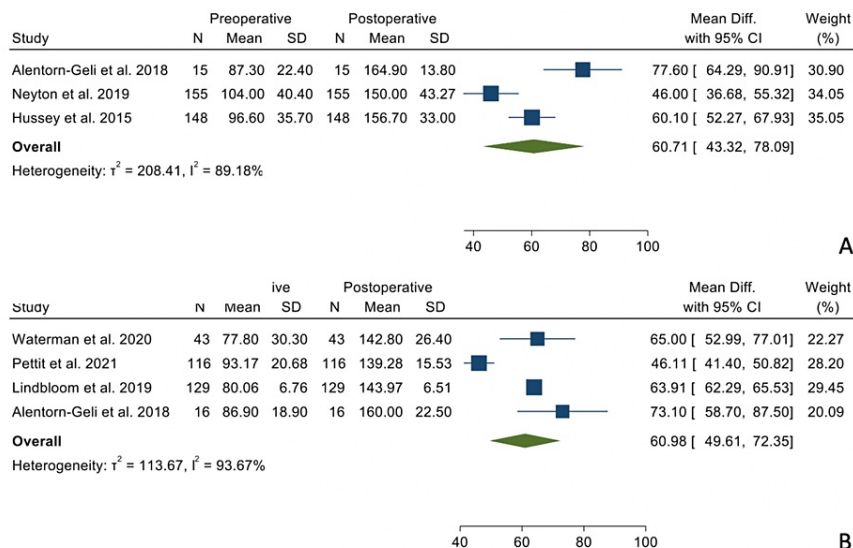 Preoperative Postoperative Mean Diff. Weight
Study N Mean SD N Mean SD with 95% CI (%)
Alentorn-Geli et al. 2018 15 87.30 22.40 15 164.90 13.80 77.60 [ 64.29, 90.91] 30.90
Neyton et al. 2019 155 104.00 40.40 155 150.00 43.27 46.00 [ 36.68, 55.32] 34.05
Hussey et al. 2015 148 96.60 35.70 148 156.70 33.00 60.10 [ 52.27, 67.93] 35.05
Overall 60.71 [ 43.32, 78.09]
Heterogeneity: τ² = 208.41, I² = 89.18%
40 60 80 100
A
ive Postoperative Mean Diff. Weight
Study N Mean SD N Mean SD with 95% CI (%)
Waterman et al. 2020 43 77.80 30.30 43 142.80 26.40 65.00 [ 52.99, 77.01] 22.27
Pettit et al. 2021 116 93.17 20.68 116 139.28 15.53 46.11 [ 41.40, 50.82] 28.20
Lindbloom et al. 2019 129 80.06 6.76 129 143.97 6.51 63.91 [ 62.29, 65.53] 29.45
Alentorn-Geli et al. 2018 16 86.90 18.90 16 160.00 22.50 73.10 [ 58.70, 87.50] 20.09
Overall 60.98 [ 49.61, 72.35]
Heterogeneity: τ² = 113.67, I² = 93.67%
40 60 80 100
B